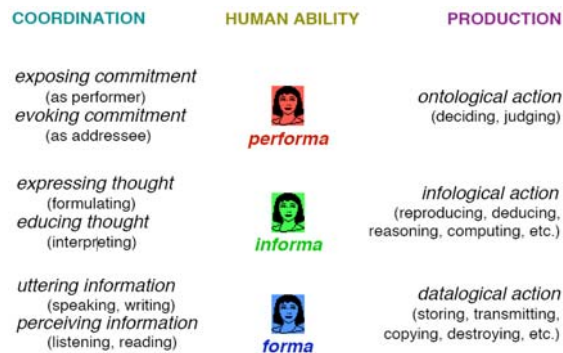 COORDINATION HUMAN ABILITY PRODUCTION
exposing commitment
(as performer)
evoking commitment
(as addressee)
performa
ontological action
(deciding, judging)
expressing thought
(formulating)
educing thought
(interpreting)
informa
infological action
(reproducing, deducing,
reasoning, computing, etc.)
uttering information
(speaking, writing)
perceiving information
(listening, reading)
forma
datalogical action
(storing, transmitting,
copying, destroying, etc.)